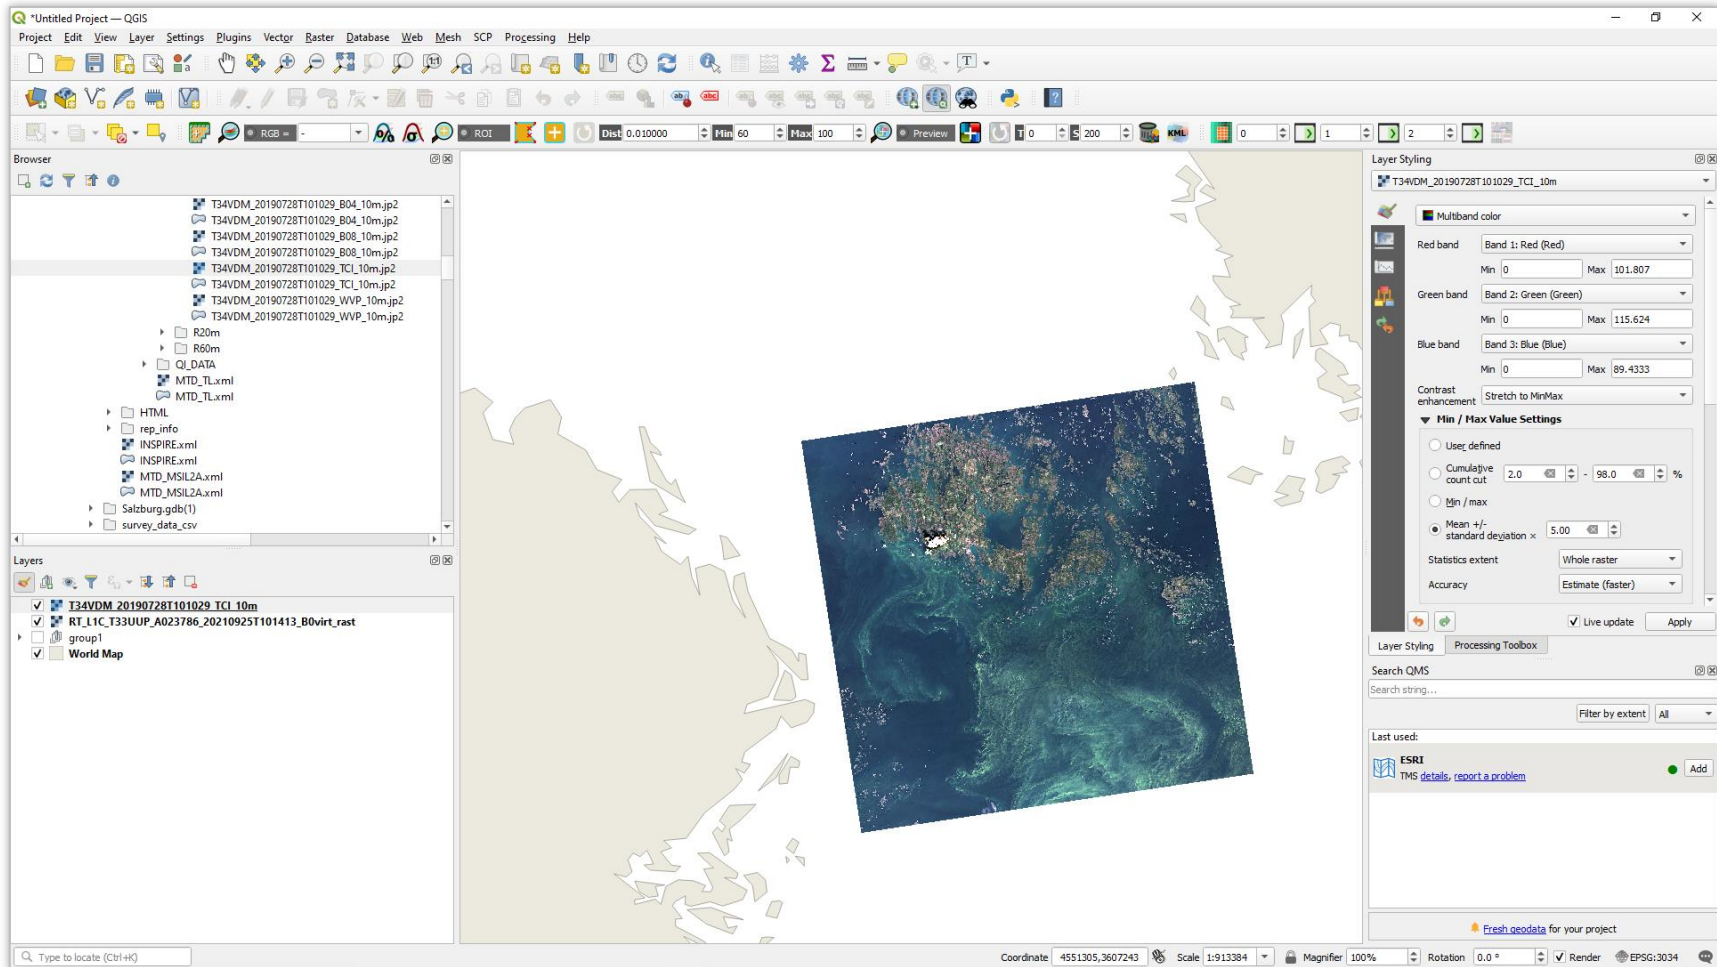 *Untitled Project — QGIS
Project Edit View Layer Settings Plugins Vector Raster Database Web Mesh SCP Processing Help
RGB = - ROI Dist 0.010000 Min 60 Max 100 Preview T 0 S 200 KML 0 1 2
Browser
T34VDM_20190728T101029_B04_10m.jp2
T34VDM_20190728T101029_B04_10m.jp2
T34VDM_20190728T101029_B08_10m.jp2
T34VDM_20190728T101029_B08_10m.jp2
T34VDM_20190728T101029_TCI_10m.jp2
T34VDM_20190728T101029_TCI_10m.jp2
T34VDM_20190728T101029_WVP_10m.jp2
T34VDM_20190728T101029_WVP_10m.jp2
R20m
R60m
QI_DATA
MTD_TL.xml
MTD_TL.xml
HTML
rep_info
INSPIRE.xml
INSPIRE.xml
MTD_MSIL2A.xml
MTD_MSIL2A.xml
Salzburg.gdb(1)
survey_data_csv
Layers
T34VDM_20190728T101029_TCI_10m
RT_L1C_T33UUP_A023786_20210925T101413_B0virt_rast
group1
World Map
Layer Styling
T34VDM_20190728T101029_TCI_10m
Multiband color
Red band Band 1: Red (Red)
Min 0 Max 101.807
Green band Band 2: Green (Green)
Min 0 Max 115.624
Blue band Band 3: Blue (Blue)
Min 0 Max 89.4333
Contrast
enhancement Stretch to MinMax
Min / Max Value Settings
User defined
Cumulative
count cut 2.0 - 98.0 %
Min / max
Mean +/-
standard deviation × 5.00
Statistics extent Whole raster
Accuracy Estimate (faster)
Live update Apply
Layer Styling Processing Toolbox
Search QMS
Search string...
Filter by extent All
Last used:
ESRI
TMS details, report a problem
Add
Fresh geodata for your project
Type to locate (Ctrl+K) Coordinate 4551305,3607243 Scale 1:913384 Magnifier 100% Rotation 0.0 ° Render EPSG:3034